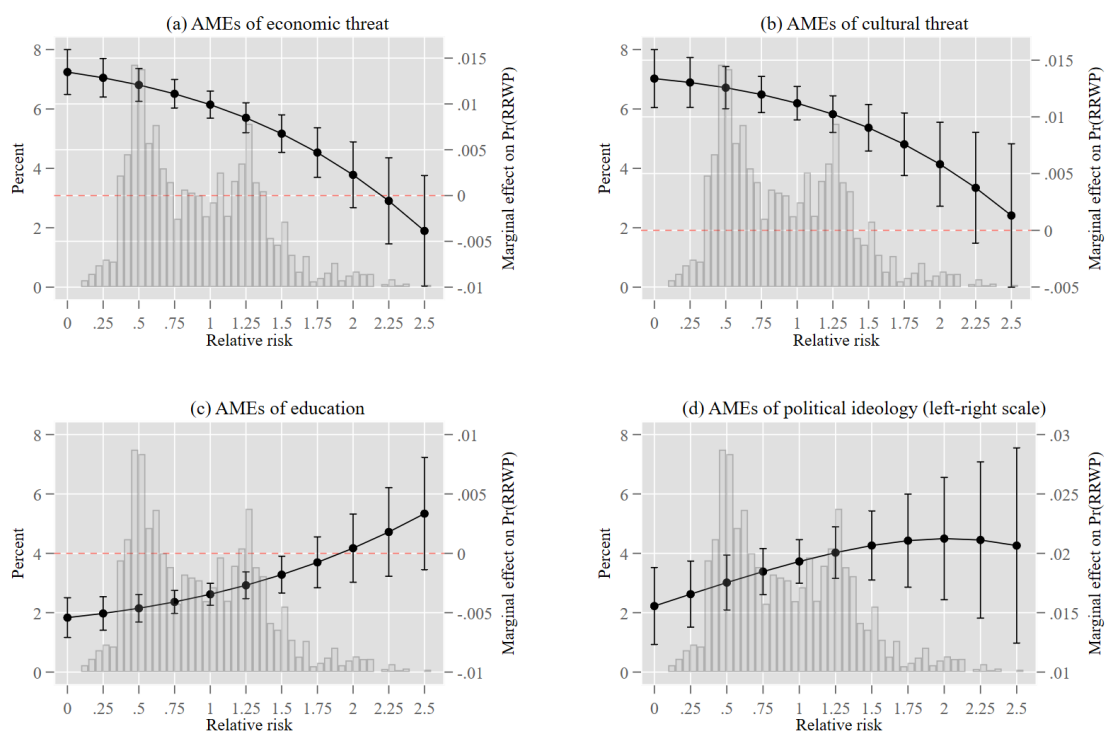 (a) AMEs of economic threat
8
6
4
2
0
Percent
.015
.01
.005
0
-.005
-.01
Marginal effect on Pr(RRWP)
0 .25 .5 .75 1 1.25 1.5 1.75 2 2.25 2.5
Relative risk
(b) AMEs of cultural threat
8
6
4
2
0
Percent
.015
.01
.005
0
-.005
Marginal effect on Pr(RRWP)
0 .25 .5 .75 1 1.25 1.5 1.75 2 2.25 2.5
Relative risk
(c) AMEs of education
8
6
4
2
0
Percent
.01
.005
0
-.005
-.01
Marginal effect on Pr(RRWP)
0 .25 .5 .75 1 1.25 1.5 1.75 2 2.25 2.5
Relative risk
(d) AMEs of political ideology (left-right scale)
8
6
4
2
0
Percent
.03
.025
.02
.015
.01
Marginal effect on Pr(RRWP)
0 .25 .5 .75 1 1.25 1.5 1.75 2 2.25 2.5
Relative risk